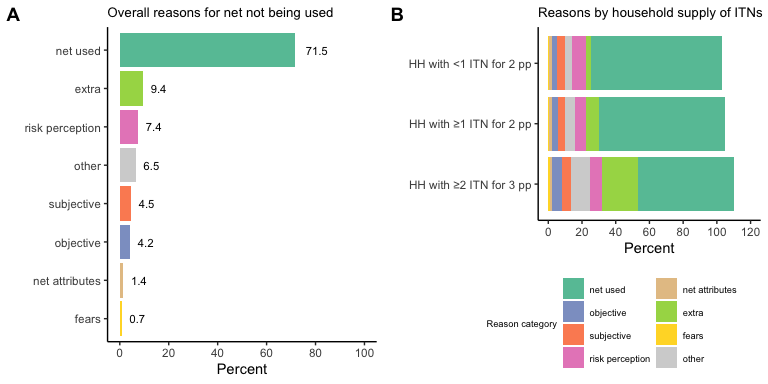 A
Overall reasons for net not being used
net used
71.5
extra
9.4
risk perception
7.4
other
6.5
subjective
4.5
objective
4.2
net attributes
1.4
fears
0.7
0 20 40 60 80 100
Percent
B
Reasons by household supply of ITNs
HH with <1 ITN for 2 pp
HH with ≥1 ITN for 2 pp
HH with ≥2 ITN for 3 pp
0 20 40 60 80 100 120
Percent
Reason category
net used
objective
subjective
risk perception
net attributes
extra
fears
other